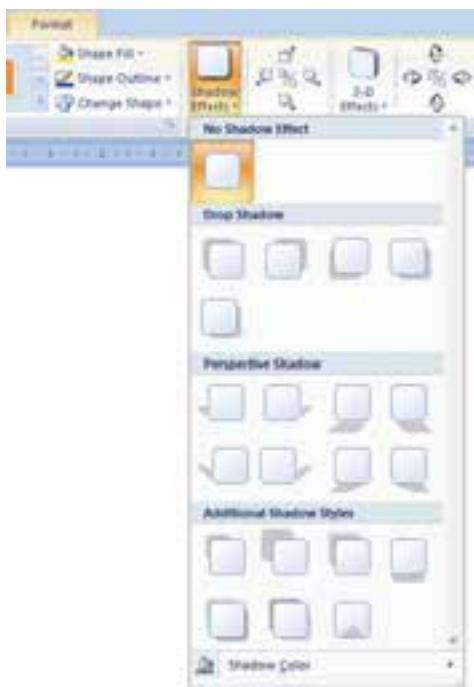 Format
Shape Fill
Shape Outline
Change Shape
Shadow
Effects
3-D
Effects
No Shadow Effect
Drop Shadow
Perspective Shadow
Additional Shadow Styles
Shadow Color